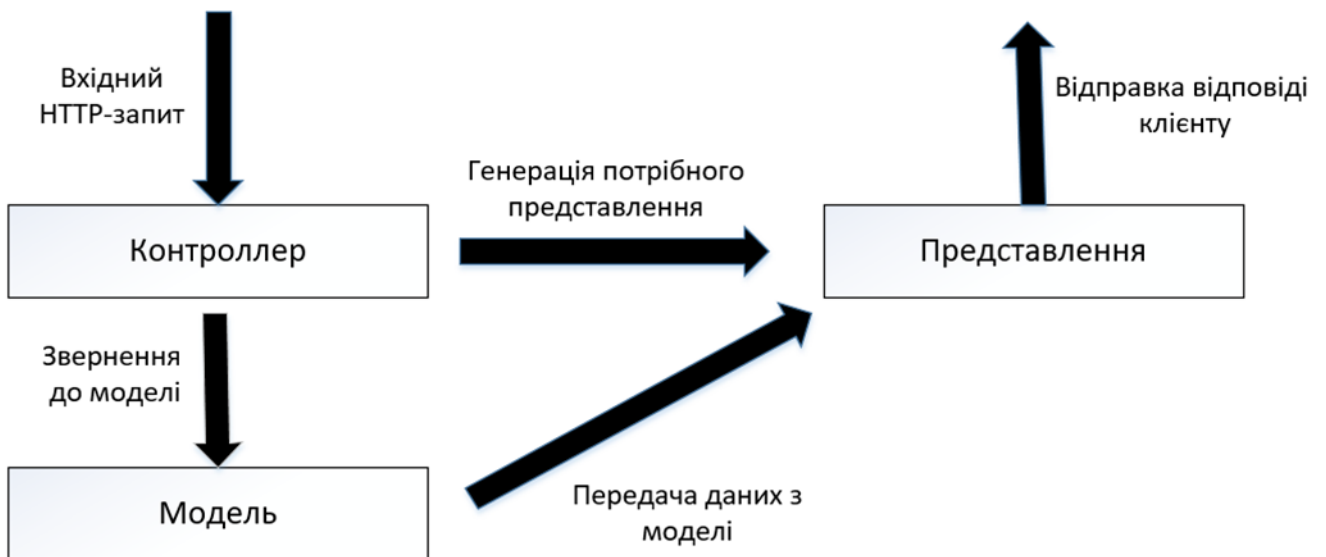 Вхідний
HTTP-запит
Відправка відповіді
клієнту
Генерація потрібного
представлення
Контроллер
Представлення
Звернення
до моделі
Передача даних з
моделі
Модель